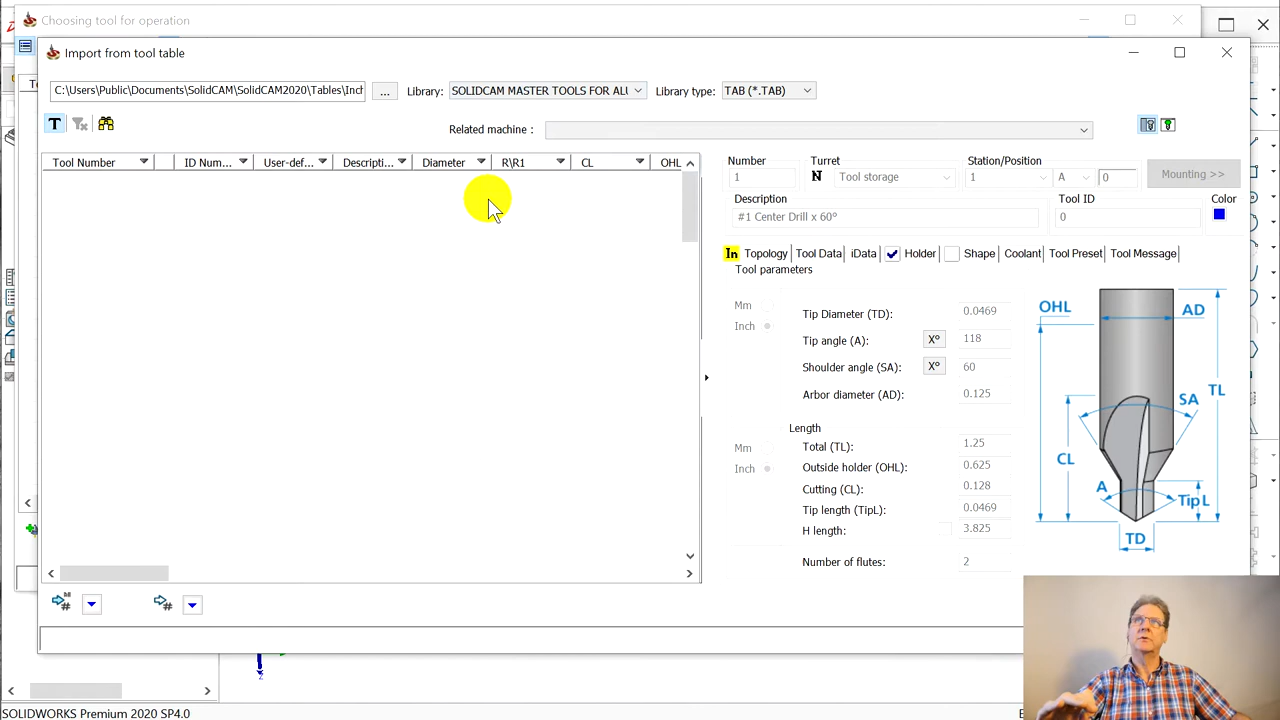 Choosing tool for operation
Import from tool table
C:\Users\Public\Documents\SolidCAM\SolidCAM2020\Tables\Inch
...
Library:
SOLIDCAM MASTER TOOLS FOR ALU
Library type:
TAB (*.TAB)
Related machine :
Tool Number
ID Num...
User-def...
Descripti...
Diameter
R\R1
CL
OHL
Number
Turret
Station/Position
1
Tool storage
1
A
0
Mounting >>
Description
Tool ID
Color
#1 Center Drill x 60°
0
In
Topology
Tool Data
iData
Holder
Shape
Coolant
Tool Preset
Tool Message
Tool parameters
Mm
Inch
Tip Diameter (TD):
0.0469
Tip angle (A):
Xº
118
Shoulder angle (SA):
Xº
60
Arbor diameter (AD):
0.125
Length
Mm
Inch
Total (TL):
1.25
Outside holder (OHL):
0.625
Cutting (CL):
0.128
Tip length (TipL):
0.0469
H length:
3.825
Number of flutes:
2
OHL
AD
TL
SA
CL
A
TipL
TD
SOLIDWORKS Premium 2020 SP4.0